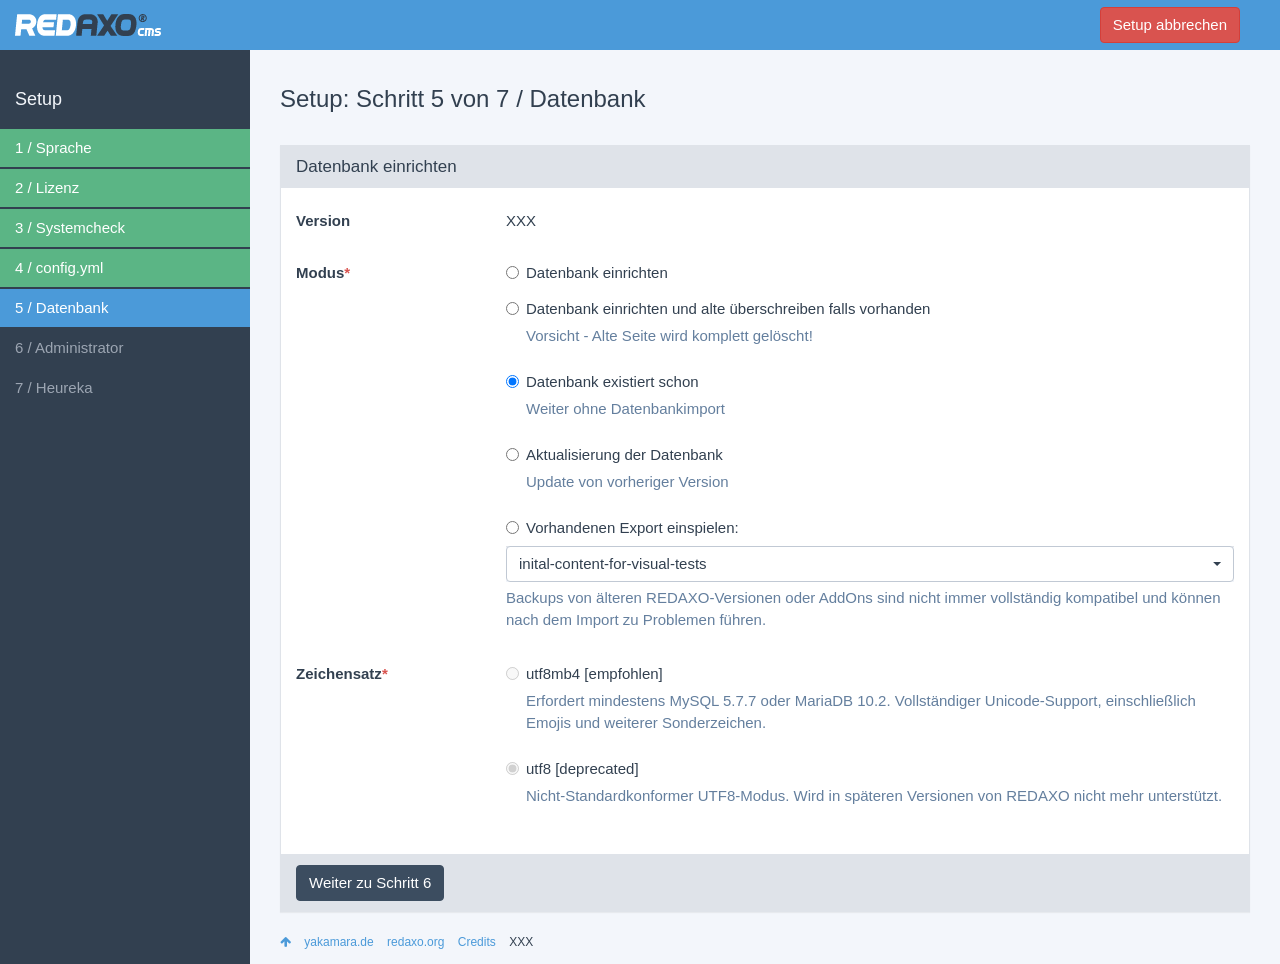 REDAXO® cms
Setup abbrechen
Setup
1 / Sprache
2 / Lizenz
3 / Systemcheck
4 / config.yml
5 / Datenbank
6 / Administrator
7 / Heureka
Setup: Schritt 5 von 7 / Datenbank
Datenbank einrichten
Version XXX
Modus* Datenbank einrichten
Datenbank einrichten und alte überschreiben falls vorhanden
Vorsicht - Alte Seite wird komplett gelöscht!
Datenbank existiert schon
Weiter ohne Datenbankimport
Aktualisierung der Datenbank
Update von vorheriger Version
Vorhandenen Export einspielen:
inital-content-for-visual-tests
Backups von älteren REDAXO-Versionen oder AddOns sind nicht immer vollständig kompatibel und können
nach dem Import zu Problemen führen.
Zeichensatz* utf8mb4 [empfohlen]
Erfordert mindestens MySQL 5.7.7 oder MariaDB 10.2. Vollständiger Unicode-Support, einschließlich
Emojis und weiterer Sonderzeichen.
utf8 [deprecated]
Nicht-Standardkonformer UTF8-Modus. Wird in späteren Versionen von REDAXO nicht mehr unterstützt.
Weiter zu Schritt 6
yakamara.de redaxo.org Credits XXX